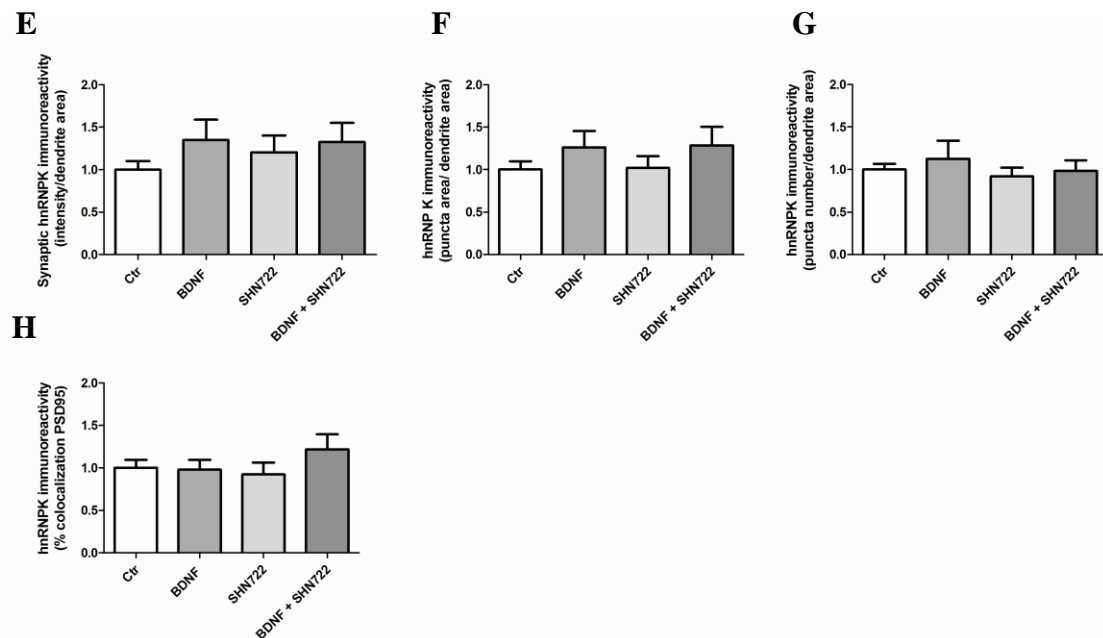 E
Synaptic hnRNPK immunoreactivity
(intensity/dendrite area)
2.0
1.5
1.0
0.5
0.0
Ctr
BDNF
SHN722
BDNF + SHN722
F
hnRNP K immunoreactivity
(puncta area/ dendrite area)
2.0
1.5
1.0
0.5
0.0
Ctr
BDNF
SHN722
BDNF + SHN722
G
hnRNPK immunoreactivity
(puncta number/dendrite area)
2.0
1.5
1.0
0.5
0.0
Ctr
BDNF
SHN722
BDNF + SHN722
H
hnRNPK immunoreactivity
(% colocalization PSD95)
2.0
1.5
1.0
0.5
0.0
Ctr
BDNF
SHN722
BDNF + SHN722